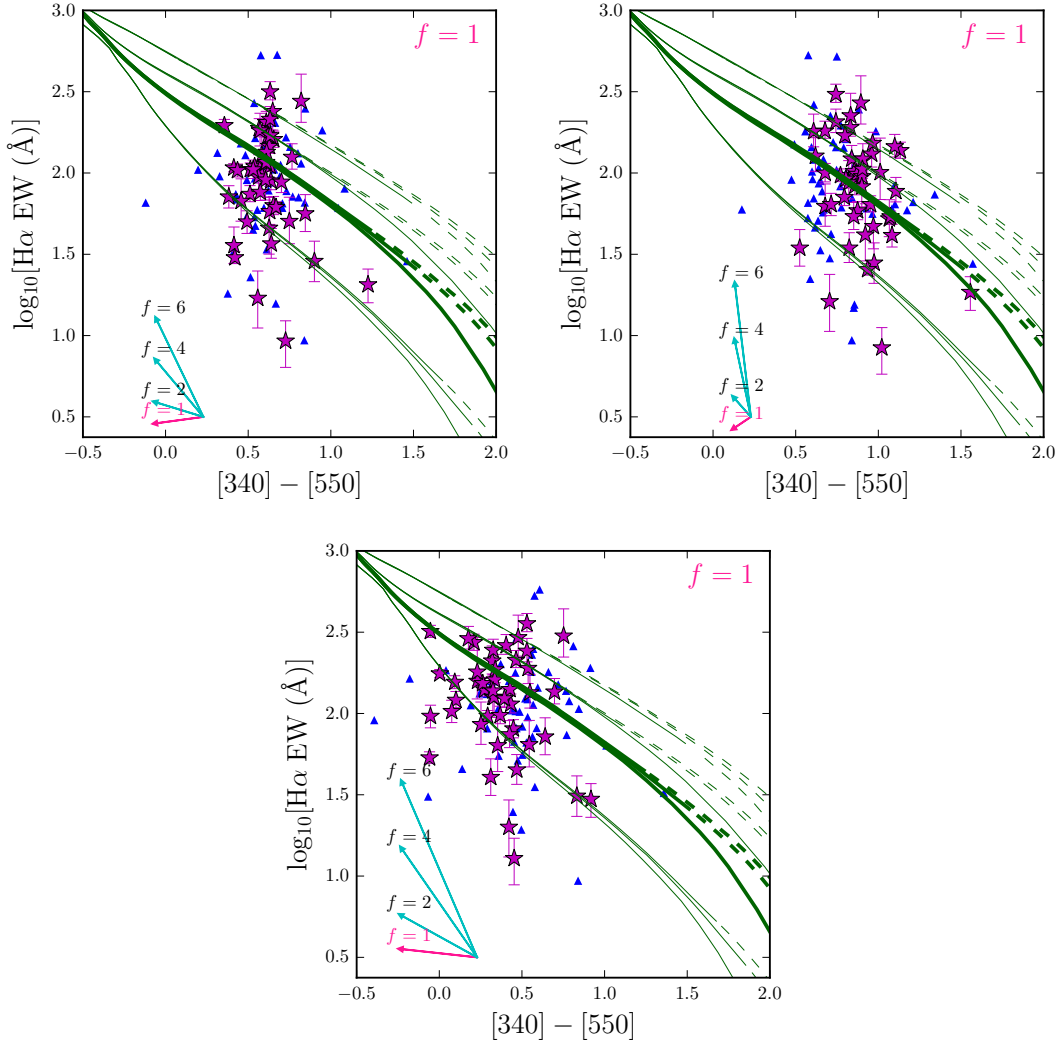 f = 1
3.0
2.5
2.0
1.5
1.0
0.5
log₁₀[Hα EW (Å)]
f = 6
f = 4
f = 2
f = 1
−0.5 0.0 0.5 1.0 1.5 2.0
[340] − [550]
f = 1
3.0
2.5
2.0
1.5
1.0
0.5
log₁₀[Hα EW (Å)]
f = 6
f = 4
f = 2
f = 1
−0.5 0.0 0.5 1.0 1.5 2.0
[340] − [550]
f = 1
3.0
2.5
2.0
1.5
1.0
0.5
log₁₀[Hα EW (Å)]
f = 6
f = 4
f = 2
f = 1
−0.5 0.0 0.5 1.0 1.5 2.0
[340] − [550]